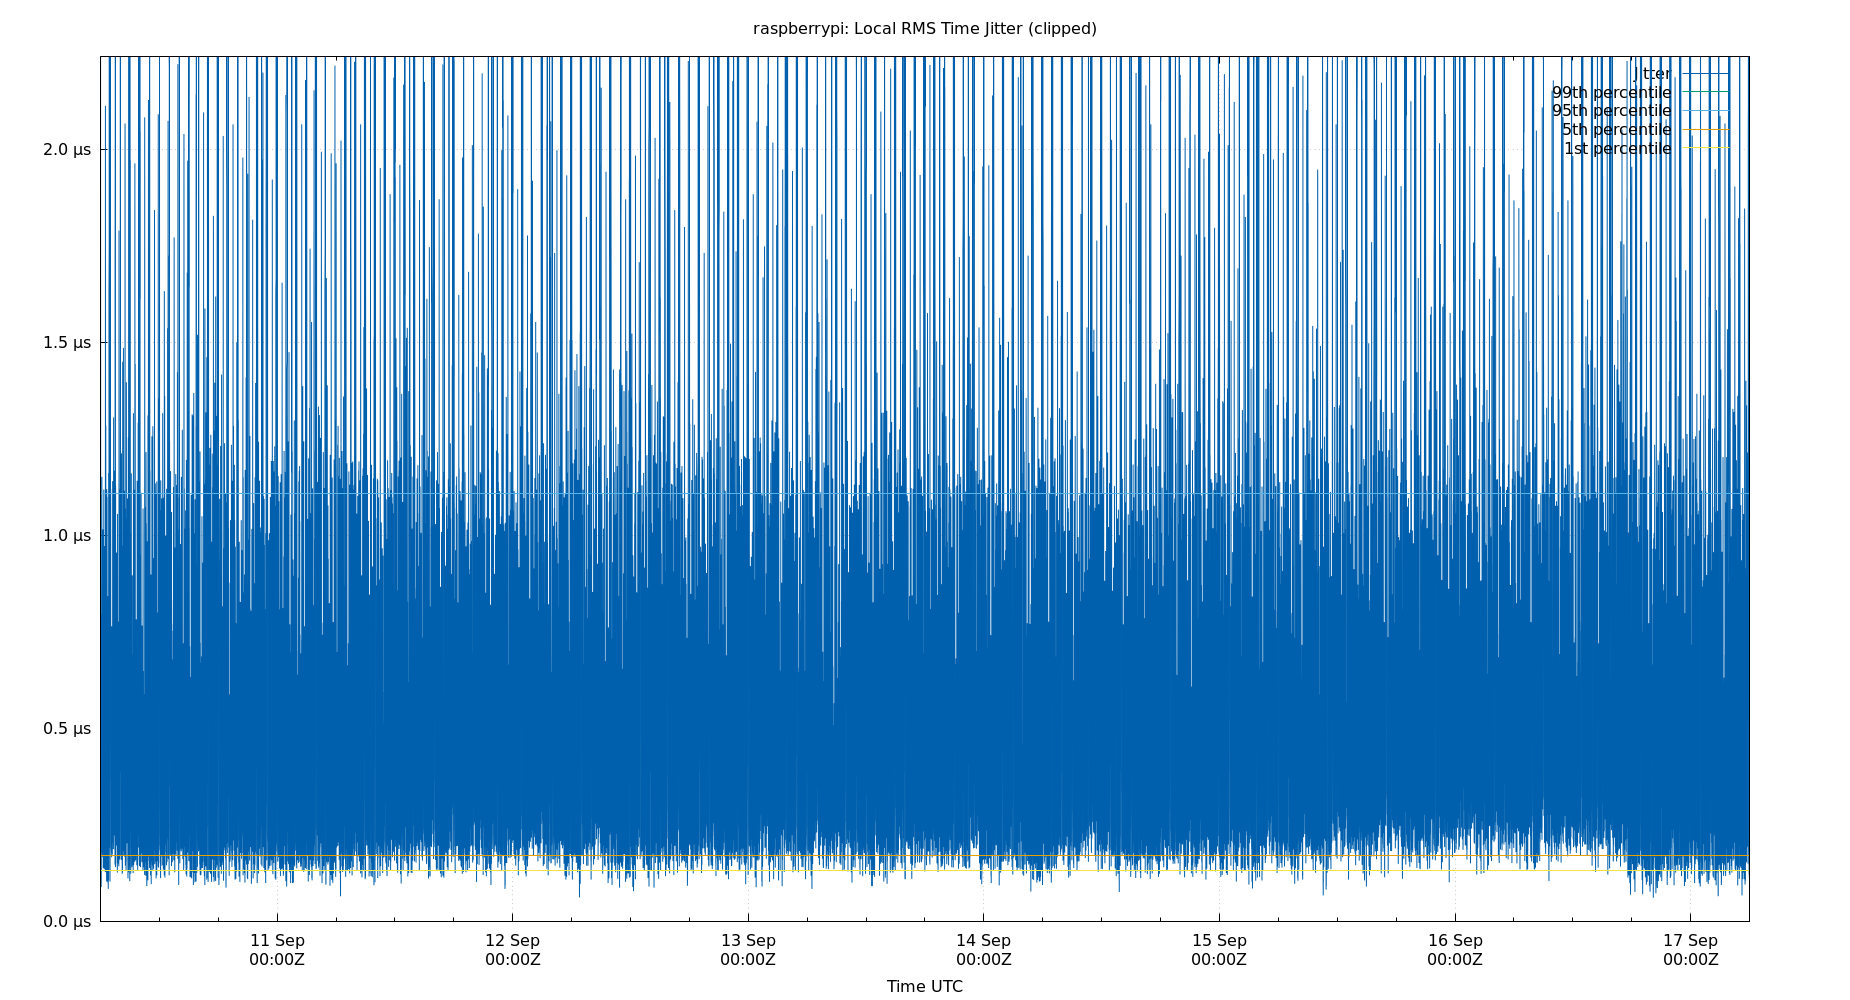 raspberrypi: Local RMS Time Jitter (clipped)
Jitter
99th percentile
95th percentile
5th percentile
1st percentile
2.0 µs
1.5 µs
1.0 µs
0.5 µs
0.0 µs
11 Sep 12 Sep 13 Sep 14 Sep 15 Sep 16 Sep 17 Sep
00:00Z 00:00Z 00:00Z 00:00Z 00:00Z 00:00Z 00:00Z
Time UTC